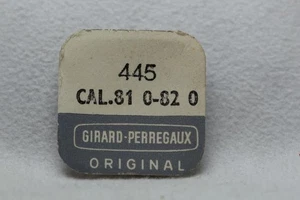 445
CAL.81 0-82 0
GIRARD-PERREGAUX
ORIGINAL